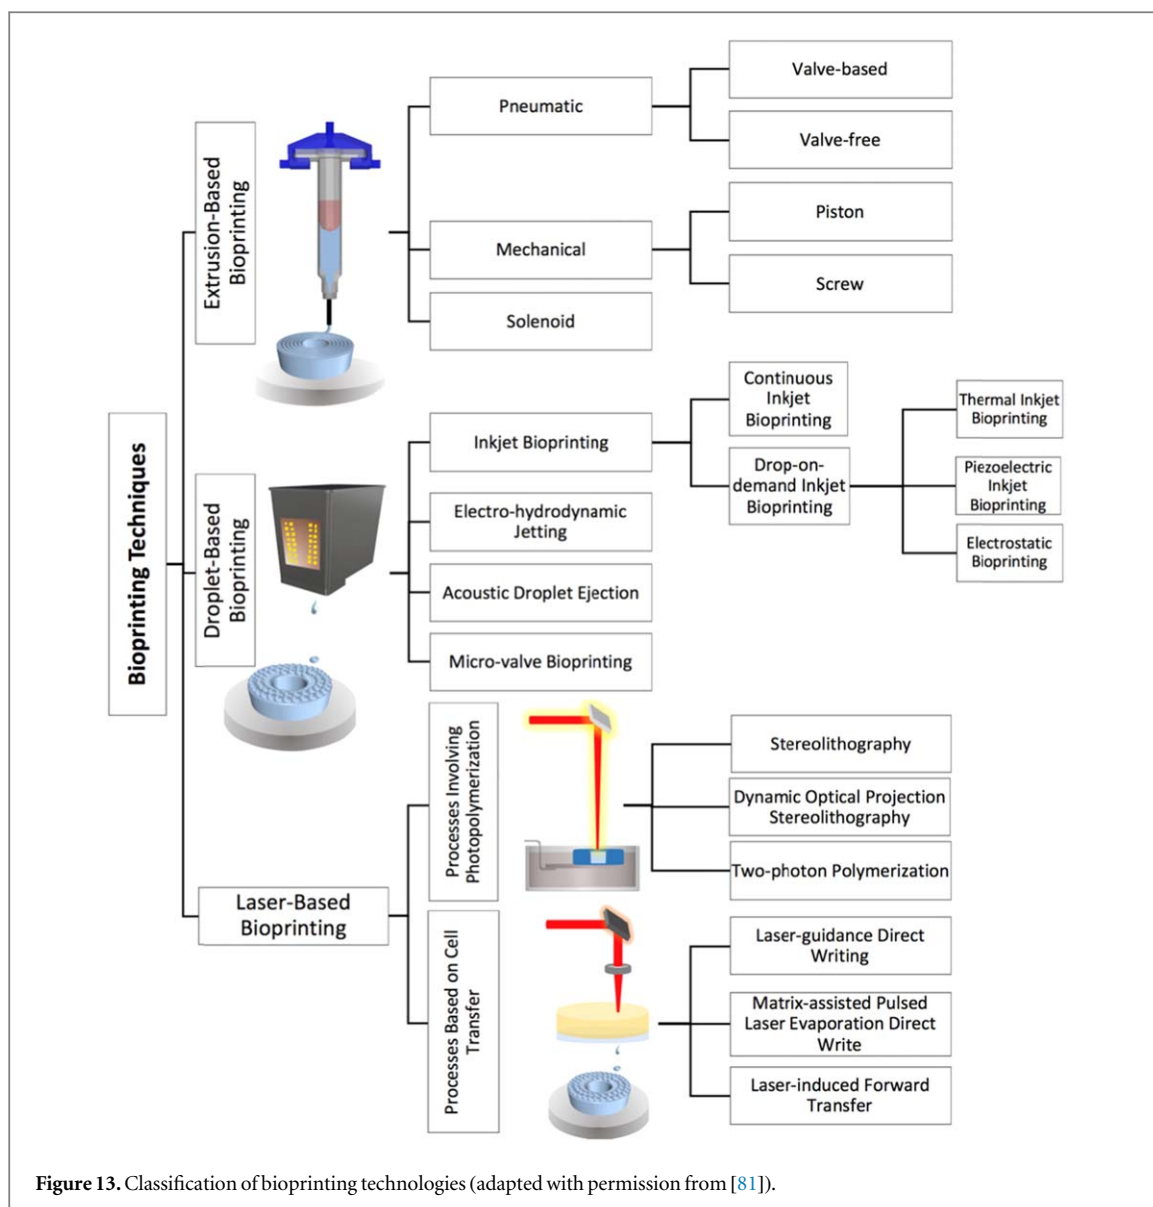 Bioprinting Techniques
Extrusion-Based
Bioprinting
Pneumatic
Valve-based
Valve-free
Mechanical
Piston
Screw
Solenoid
Droplet-Based
Bioprinting
Inkjet Bioprinting
Continuous
Inkjet
Bioprinting
Drop-on-
demand Inkjet
Bioprinting
Thermal Inkjet
Bioprinting
Piezoelectric
Inkjet
Bioprinting
Electrostatic
Bioprinting
Electro-hydrodynamic
Jetting
Acoustic Droplet Ejection
Micro-valve Bioprinting
Laser-Based
Bioprinting
Processes Involving
Photopolymerization
Stereolithography
Dynamic Optical Projection
Stereolithography
Two-photon Polymerization
Processes Based on Cell
Transfer
Laser-guidance Direct
Writing
Matrix-assisted Pulsed
Laser Evaporation Direct
Write
Laser-induced Forward
Transfer
Figure 13. Classification of bioprinting technologies (adapted with permission from [81]).